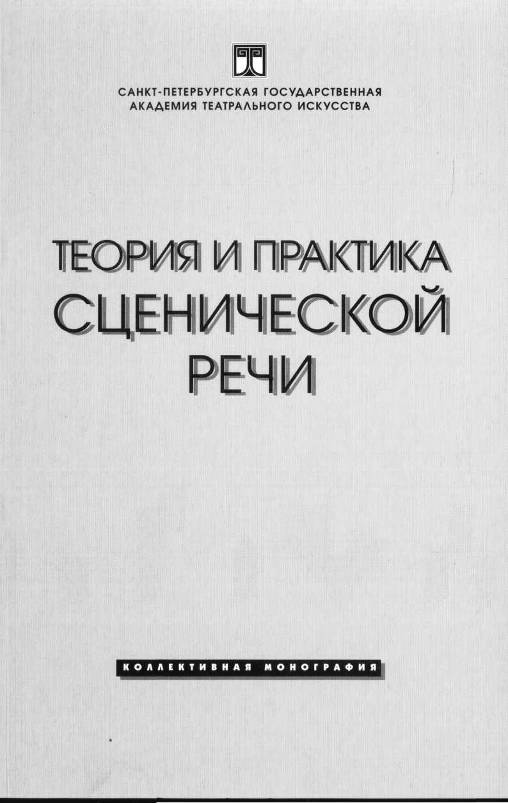 САНКТ-ПЕТЕРБУРГСКАЯ ГОСУДАРСТВЕННАЯ
АКАДЕМИЯ ТЕАТРАЛЬНОГО ИСКУССТВА
ТЕОРИЯ И ПРАКТИКА
СЦЕНИЧЕСКОЙ
РЕЧИ
КОЛЛЕКТИВНАЯ МОНОГРАФИЯ